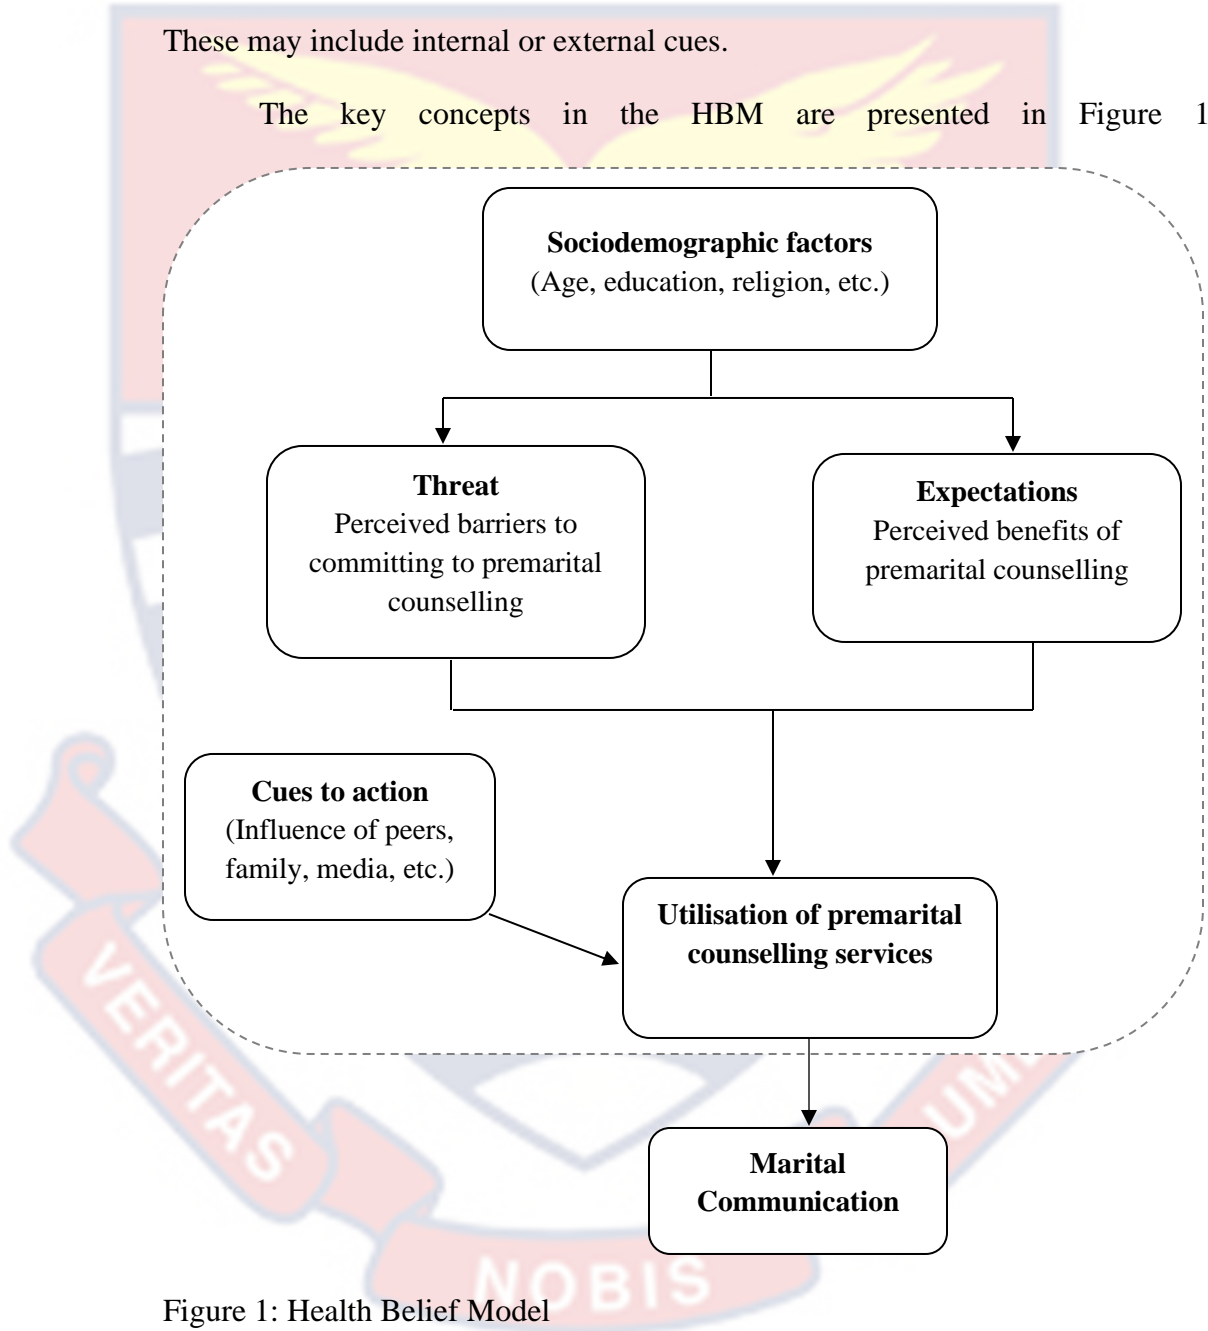 These may include internal or external cues.
The key concepts in the HBM are presented in Figure 1
Sociodemographic factors
(Age, education, religion, etc.)
Threat
Perceived barriers to
committing to premarital
counselling
Expectations
Perceived benefits of
premarital counselling
Cues to action
(Influence of peers,
family, media, etc.)
Utilisation of premarital
counselling services
Marital
Communication
VERITAS
NOBIS
UM
Figure 1: Health Belief Model